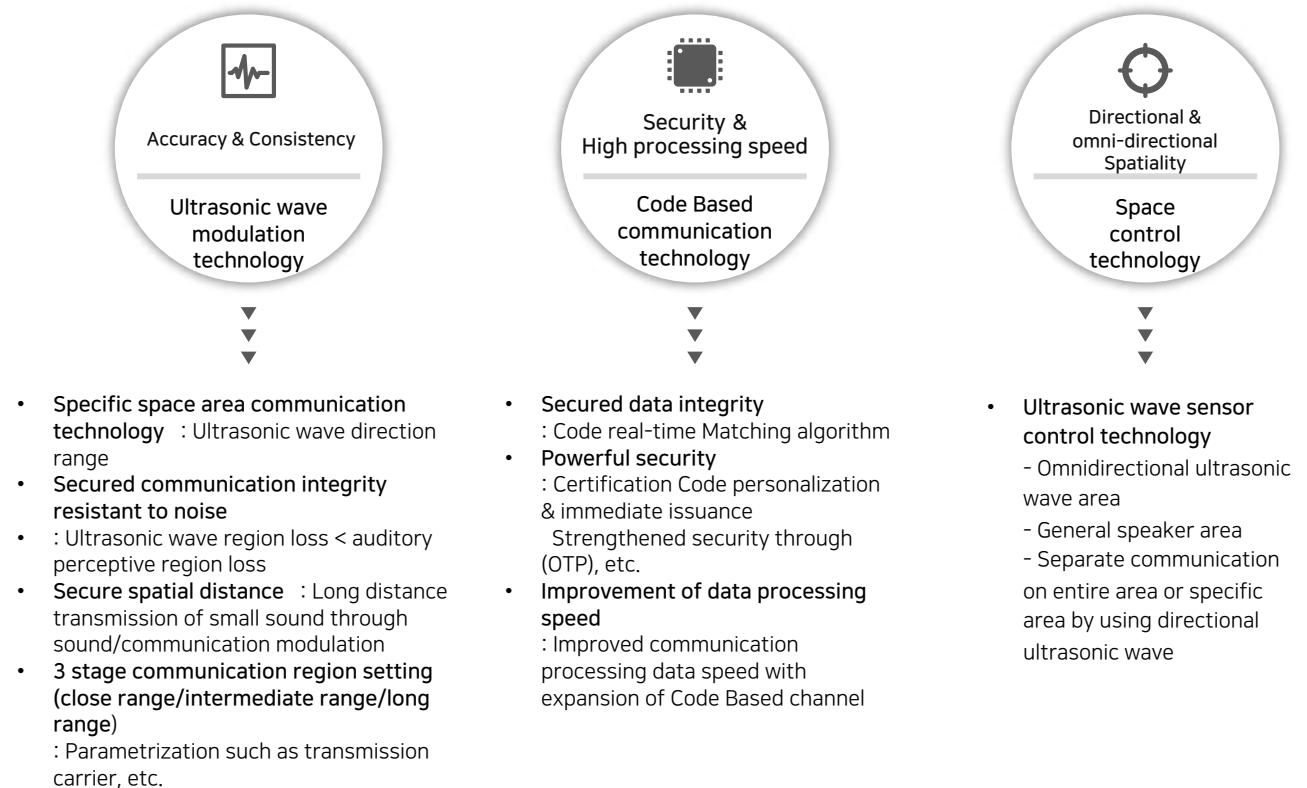 Accuracy & Consistency
Ultrasonic wave
modulation
technology
• Specific space area communication
technology : Ultrasonic wave direction
range
• Secured communication integrity
resistant to noise
• : Ultrasonic wave region loss < auditory
perceptive region loss
• Secure spatial distance : Long distance
transmission of small sound through
sound/communication modulation
• 3 stage communication region setting
(close range/intermediate range/long
range)
: Parametrization such as transmission
carrier, etc.
Security &
High processing speed
Code Based
communication
technology
• Secured data integrity
: Code real-time Matching algorithm
• Powerful security
: Certification Code personalization
& immediate issuance
Strengthened security through
(OTP), etc.
• Improvement of data processing
speed
: Improved communication
processing data speed with
expansion of Code Based channel
Directional &
omni-directional
Spatiality
Space
control
technology
• Ultrasonic wave sensor
control technology
- Omnidirectional ultrasonic
wave area
- General speaker area
- Separate communication
on entire area or specific
area by using directional
ultrasonic wave